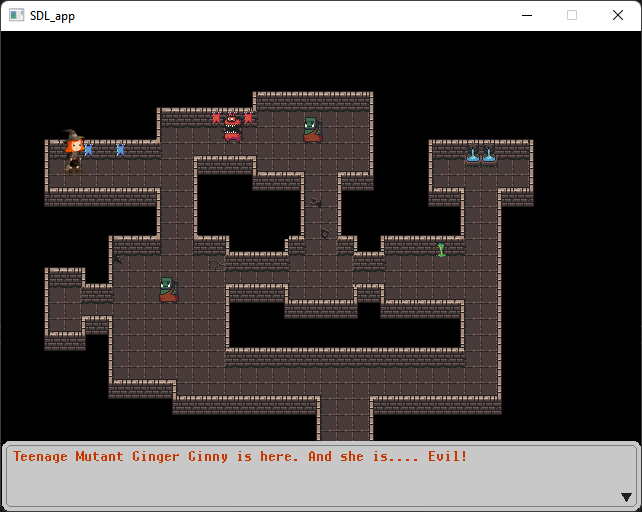 SDL_app
Teenage Mutant Ginger Ginny is here. And she is.... Evil!